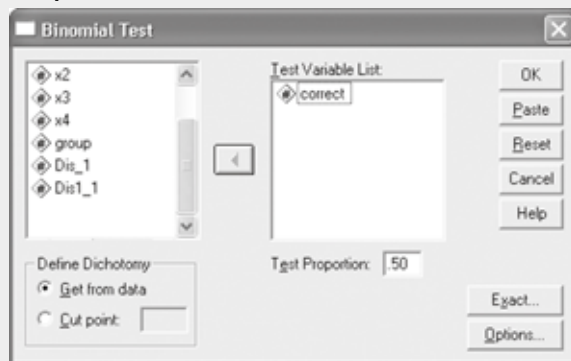 Binomial Test
x2
x3
x4
group
Dis_1
Dis1_1
Test Variable List:
correct
OK
Paste
Reset
Cancel
Help
Define Dichotomy
Get from data
Cut point:
Test Proportion: .50
Exact...
Options...